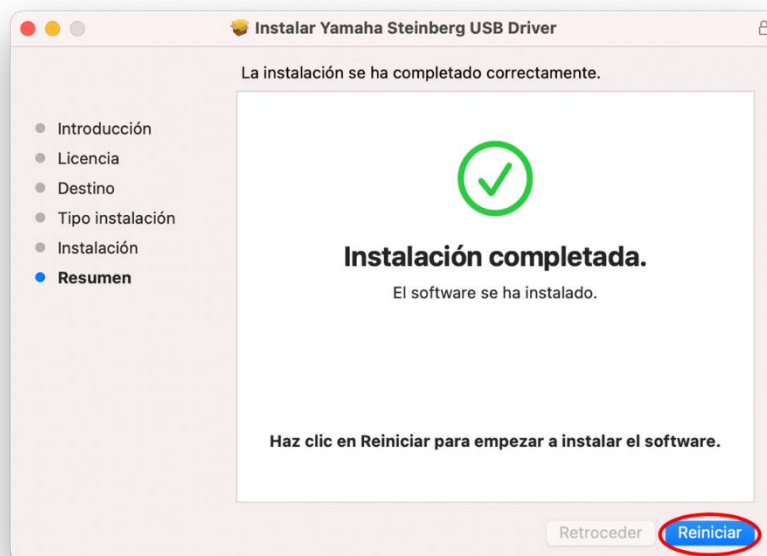 Instalar Yamaha Steinberg USB Driver
La instalación se ha completado correctamente.
Introducción
Licencia
Destino
Tipo instalación
Instalación
Resumen
Instalación completada.
El software se ha instalado.
Haz clic en Reiniciar para empezar a instalar el software.
Retroceder Reiniciar